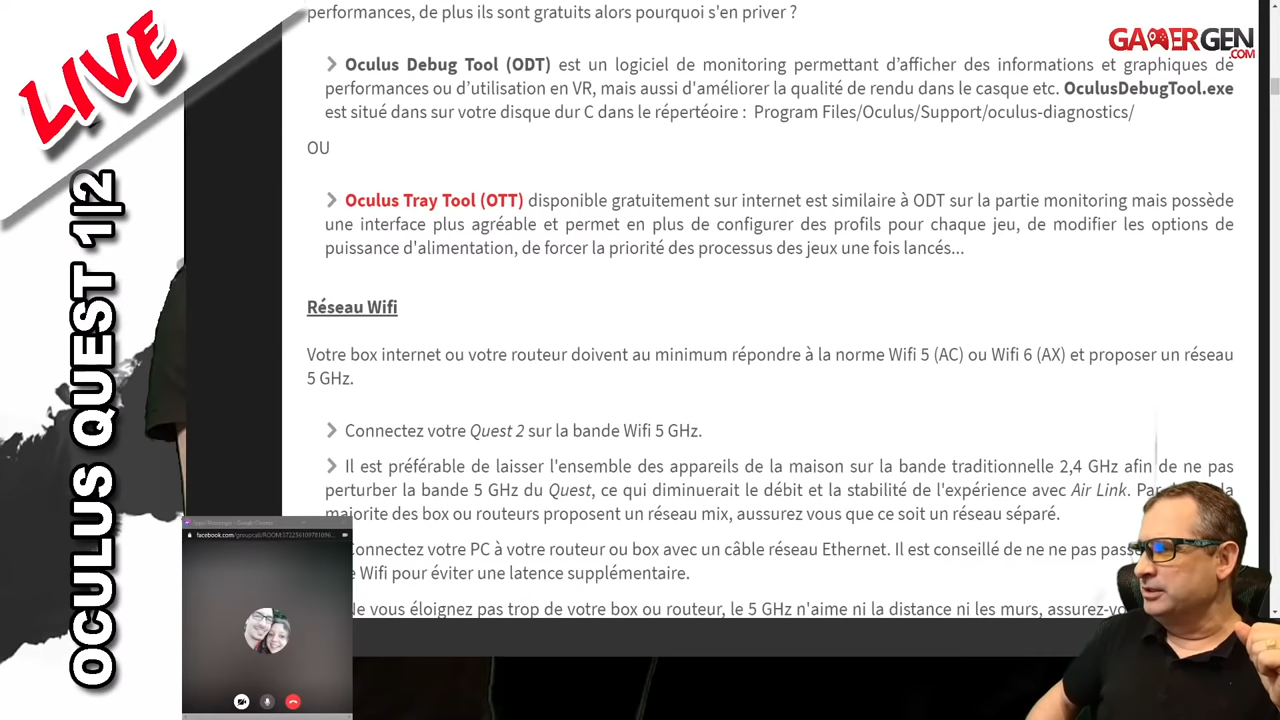 LIVE
OCULUS QUEST 1|2
GAMERGEN
.COM
performances, de plus ils sont gratuits alors pourquoi s'en priver ?
Oculus Debug Tool (ODT) est un logiciel de monitoring permettant d'afficher des informations et graphiques de
performances ou d'utilisation en VR, mais aussi d'améliorer la qualité de rendu dans le casque etc. OculusDebugTool.exe
est situé dans sur votre disque dur C dans le répertéoire : Program Files/Oculus/Support/oculus-diagnostics/
OU
Oculus Tray Tool (OTT) disponible gratuitement sur internet est similaire à ODT sur la partie monitoring mais possède
une interface plus agréable et permet en plus de configurer des profils pour chaque jeu, de modifier les options de
puissance d'alimentation, de forcer la priorité des processus des jeux une fois lancés...
Réseau Wifi
Votre box internet ou votre routeur doivent au minimum répondre à la norme Wifi 5 (AC) ou Wifi 6 (AX) et proposer un réseau
5 GHz.
Connectez votre Quest 2 sur la bande Wifi 5 GHz.
Il est préférable de laisser l'ensemble des appareils de la maison sur la bande traditionnelle 2,4 GHz afin de ne pas
perturber la bande 5 GHz du Quest, ce qui diminuerait le débit et la stabilité de l'expérience avec Air Link. Par
majorite des box ou routeurs proposent un réseau mix, aussurez vous que ce soit un réseau séparé.
Connectez votre PC à votre routeur ou box avec un câble réseau Ethernet. Il est conseillé de ne ne pas
Wifi pour éviter une latence supplémentaire.
Ne vous éloignez pas trop de votre box ou routeur, le 5 GHz n'aime ni la distance ni les murs,
Google Chrome